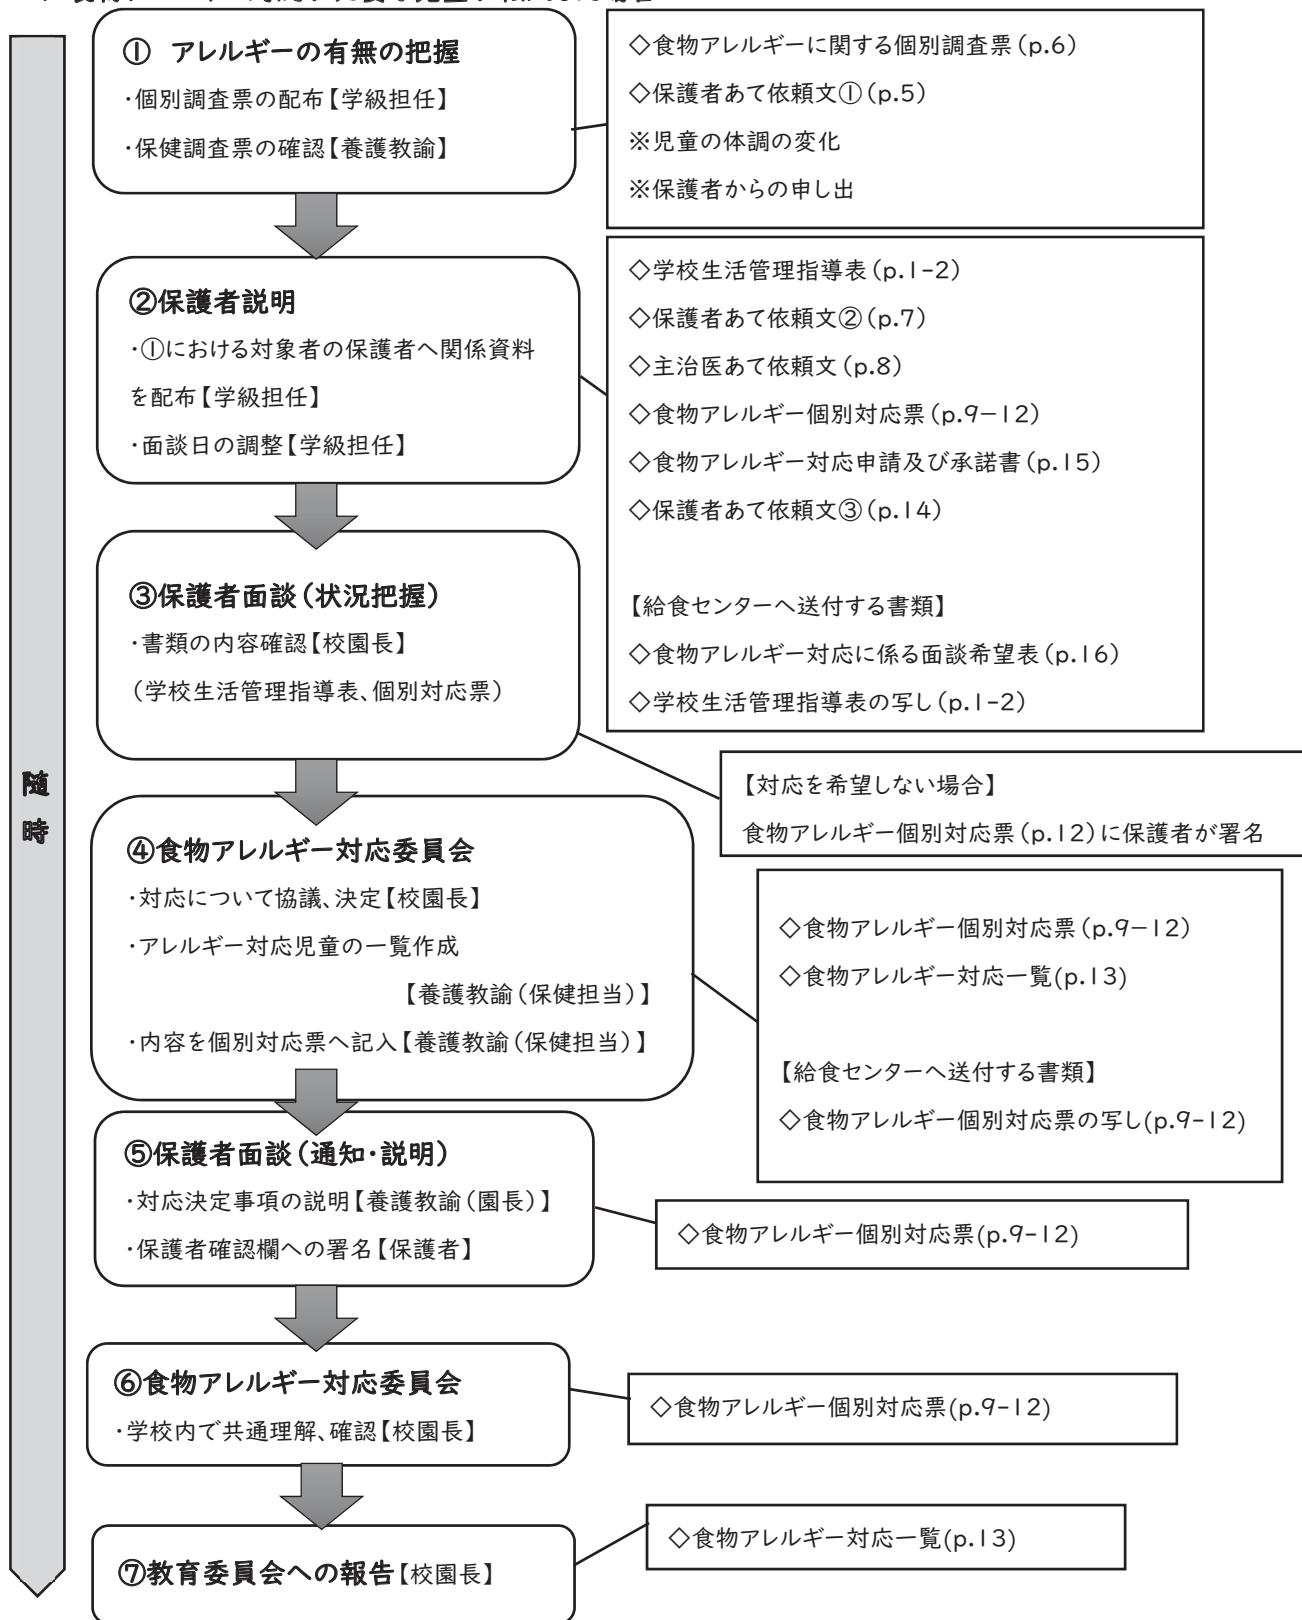 随
時
① アレルギーの有無の把握
・個別調査票の配布【学級担任】
・保健調査票の確認【養護教諭】
◇食物アレルギーに関する個別調査票(p.6)
◇保護者あて依頼文①(p.5)
※児童の体調の変化
※保護者からの申し出
②保護者説明
・①における対象者の保護者へ関係資料
を配布【学級担任】
・面談日の調整【学級担任】
◇学校生活管理指導表(p.1-2)
◇保護者あて依頼文②(p.7)
◇主治医あて依頼文(p.8)
◇食物アレルギー個別対応票(p.9−12)
◇食物アレルギー対応申請及び承諾書(p.15)
◇保護者あて依頼文③(p.14)
【給食センターへ送付する書類】
◇食物アレルギー対応に係る面談希望表(p.16)
◇学校生活管理指導表の写し(p.1-2)
③保護者面談(状況把握)
・書類の内容確認【校園長】
(学校生活管理指導表、個別対応票)
【対応を希望しない場合】
食物アレルギー個別対応票(p.12)に保護者が署名
④食物アレルギー対応委員会
・対応について協議、決定【校園長】
・アレルギー対応児童の一覧作成
【養護教諭(保健担当)】
・内容を個別対応票へ記入【養護教諭(保健担当)】
◇食物アレルギー個別対応票(p.9−12)
◇食物アレルギー対応一覧(p.13)
【給食センターへ送付する書類】
◇食物アレルギー個別対応票の写し(p.9-12)
⑤保護者面談(通知・説明)
・対応決定事項の説明【養護教諭(園長)】
・保護者確認欄への署名【保護者】
◇食物アレルギー個別対応票(p.9-12)
⑥食物アレルギー対応委員会
・学校内で共通理解、確認【校園長】
◇食物アレルギー個別対応票(p.9-12)
⑦教育委員会への報告【校園長】
◇食物アレルギー対応一覧(p.13)